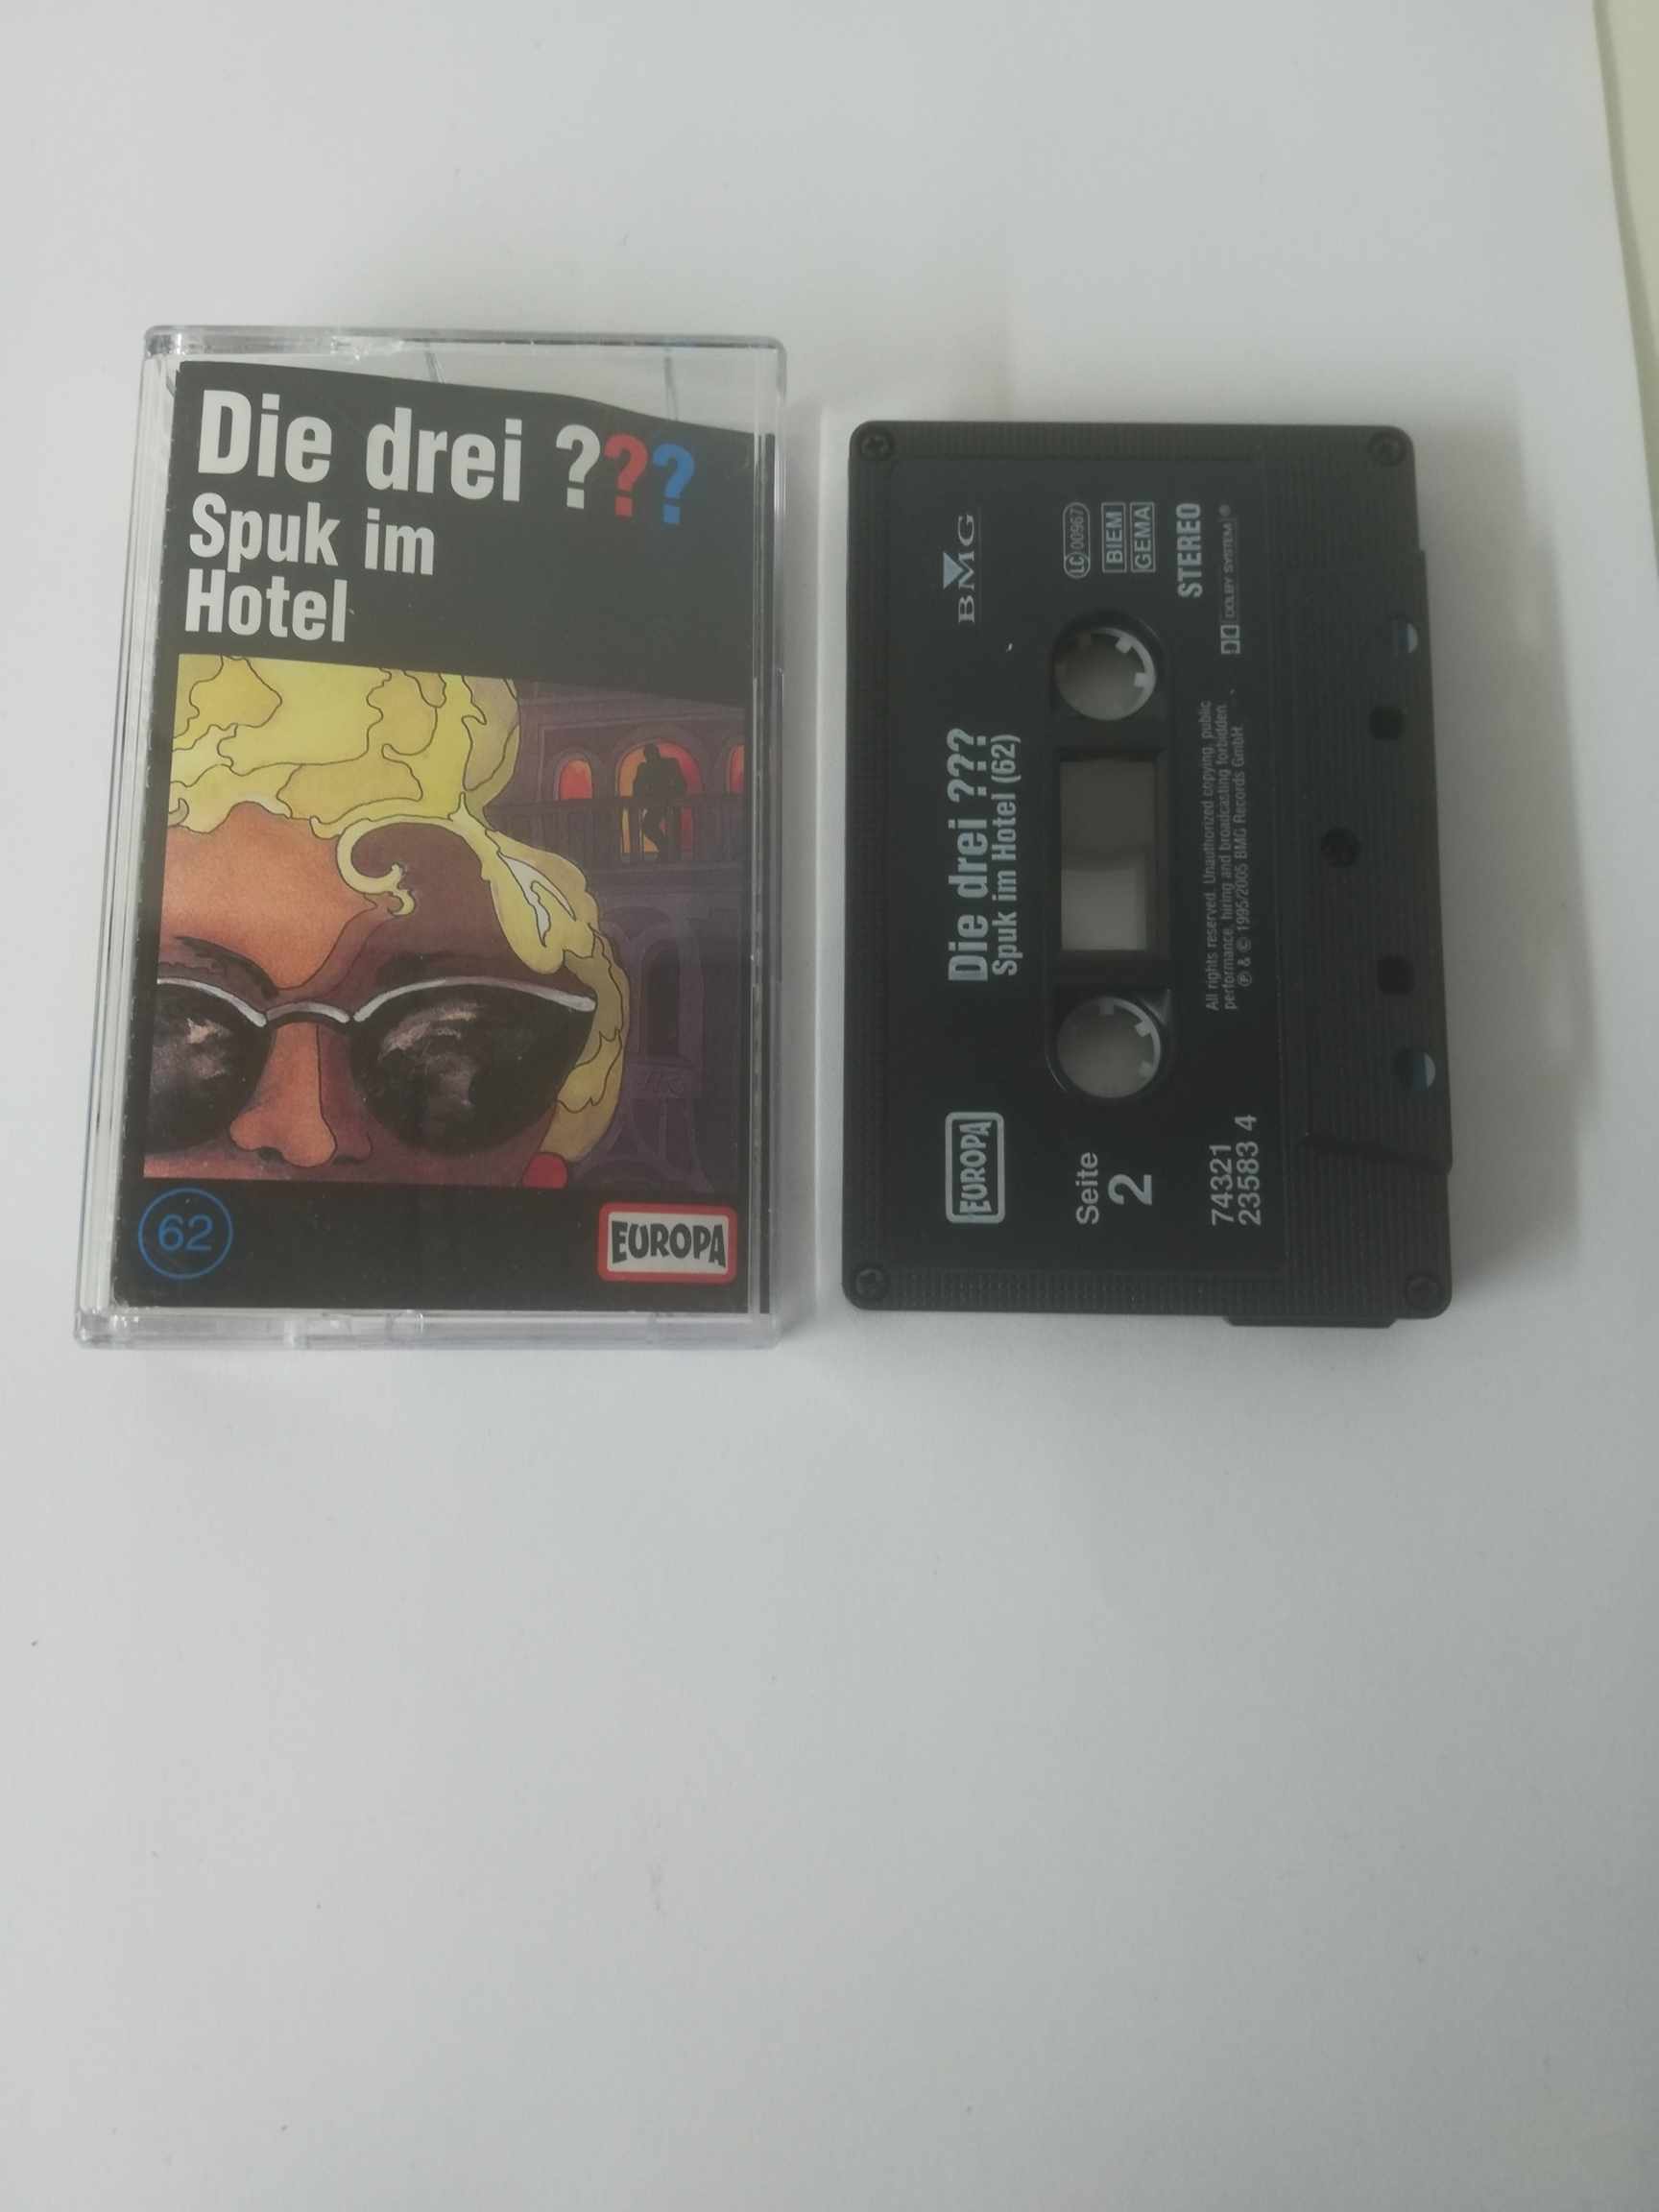 Die drei ???
Spuk im
Hotel
62
EUROPA
EUROPA
Die drei ???
Spuk im Hotel (62)
BMG
Seite
2
LC 00967
BIEM
GEMA
STEREO
DOLBY SYSTEM ®
74321
23583 4
All rights reserved. Unauthorized copying, public
performance, hiring and broadcasting forbidden.
℗ & © 1995/2005 BMG Records GmbH